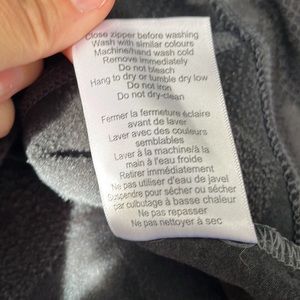 Close zipper before washing
Wash with similar colours
Machine/hand wash cold
Remove immediately
Do not bleach
Hang to dry or tumble dry low
Do not iron
Do not dry-clean
Fermer la fermeture éclaire
avant de laver
Laver avec des couleurs
semblables
Laver à la machine/à la
main à l'eau froide
Retirer immédiatement
Ne pas utiliser d'eau de javel
Suspendre pour sécher ou sécher
par culbutage à basse chaleur
Ne pas repasser
Ne pas nettoyer à sec